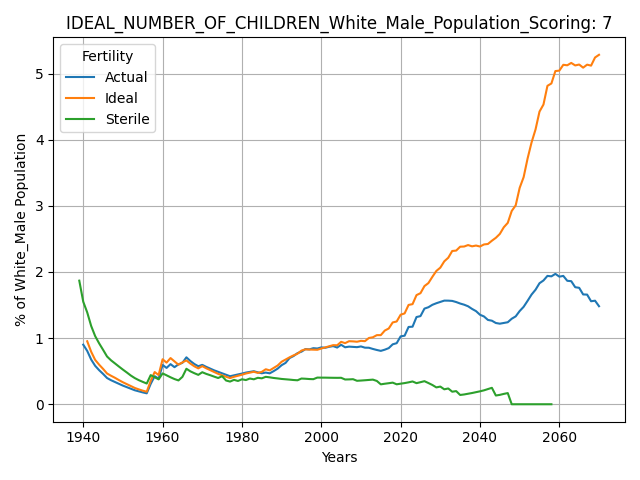 IDEAL_NUMBER_OF_CHILDREN_White_Male_Population_Scoring: 7
Fertility
Actual
Ideal
Sterile
% of White_Male Population
5
4
3
2
1
0
1940 1960 1980 2000 2020 2040 2060
Years